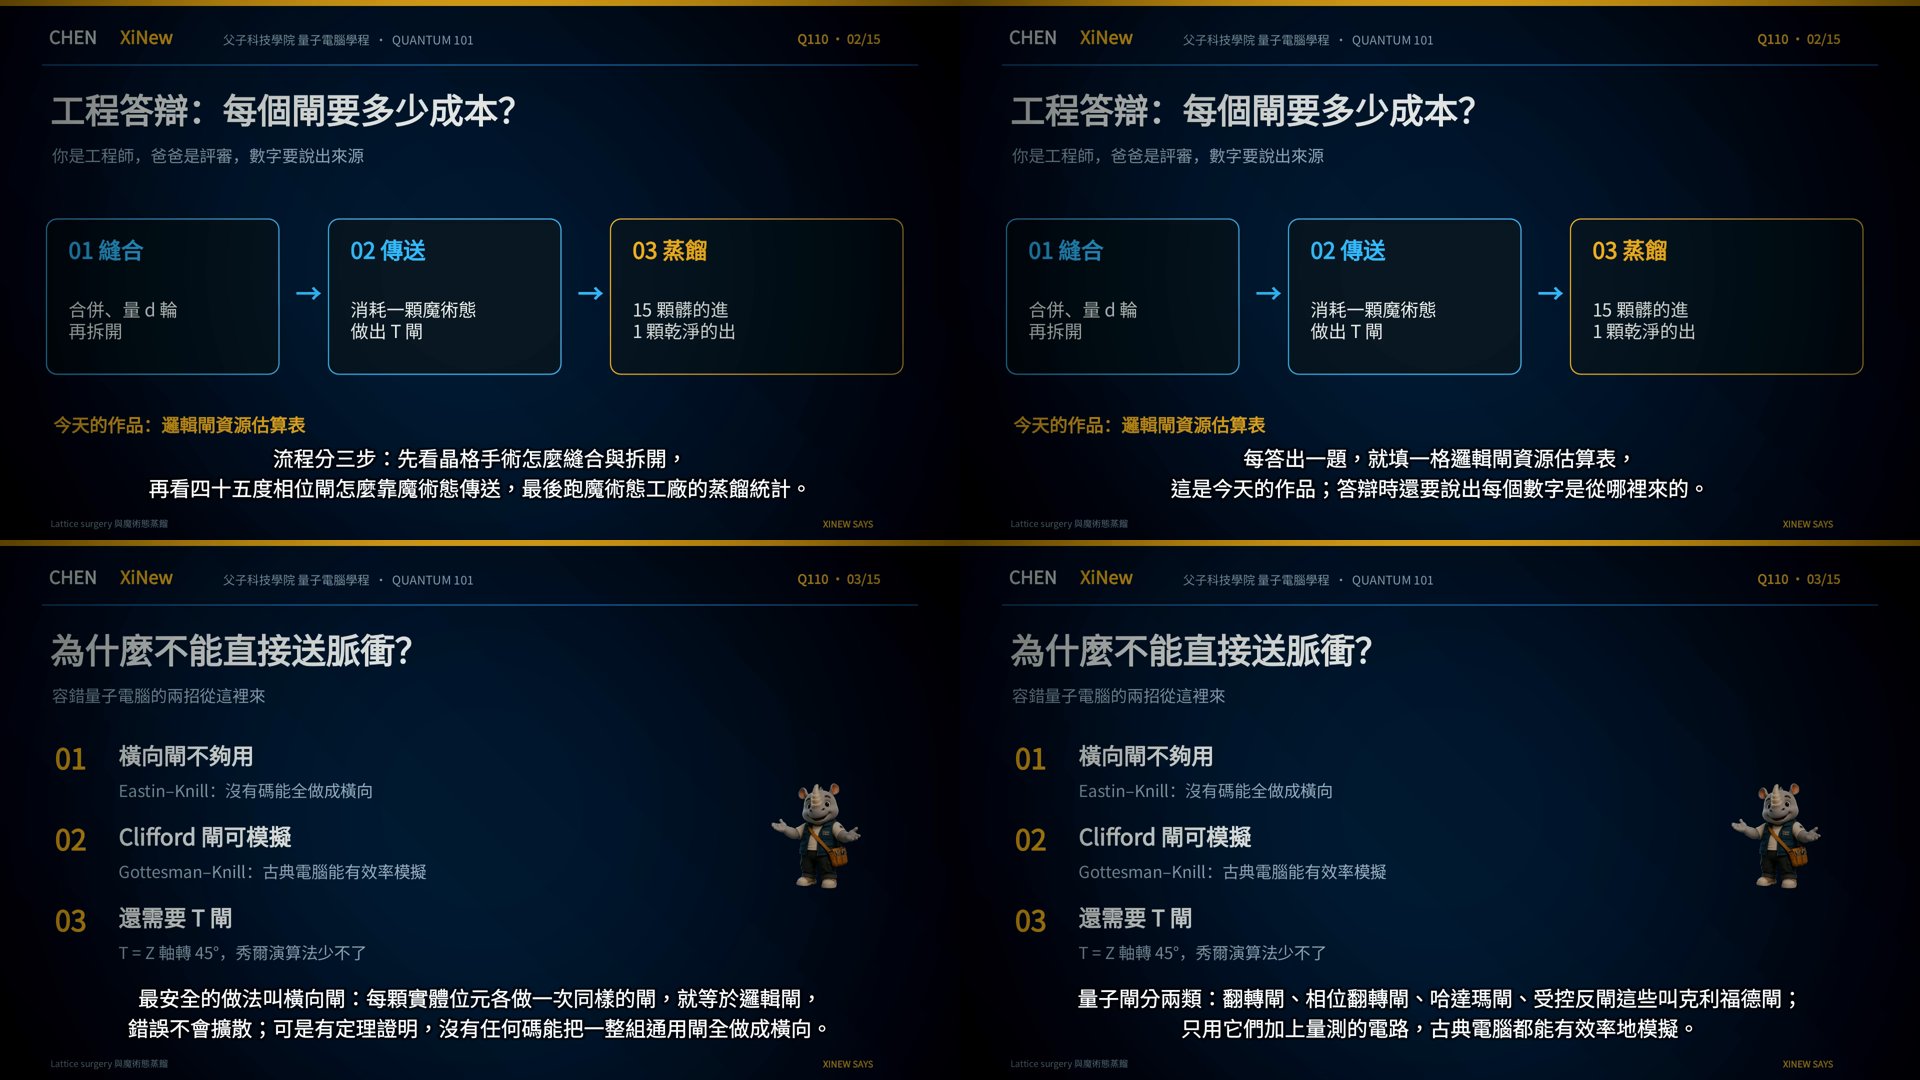 CHEN XiNew 父子科技學院 量子電腦學程 · QUANTUM 101 Q110 · 02/15
工程答辯：每個閘要多少成本？
你是工程師，爸爸是評審，數字要說出來源
01 縫合
合併、量 d 輪
再拆開
→
02 傳送
消耗一顆魔術態
做出 T 閘
→
03 蒸餾
15 顆髒的進
1 顆乾淨的出
今天的作品：邏輯閘資源估算表
流程分三步：先看晶格手術怎麼縫合與拆開，
再看四十五度相位閘怎麼靠魔術態傳送，最後跑魔術態工廠的蒸餾統計。
Lattice surgery 與魔術態蒸餾 XINEW SAYS
CHEN XiNew 父子科技學院 量子電腦學程 · QUANTUM 101 Q110 · 02/15
工程答辯：每個閘要多少成本？
你是工程師，爸爸是評審，數字要說出來源
01 縫合
合併、量 d 輪
再拆開
→
02 傳送
消耗一顆魔術態
做出 T 閘
→
03 蒸餾
15 顆髒的進
1 顆乾淨的出
今天的作品：邏輯閘資源估算表
每答出一題，就填一格邏輯閘資源估算表，
這是今天的作品；答辯時還要說出每個數字是從哪裡來的。
Lattice surgery 與魔術態蒸餾 XINEW SAYS
CHEN XiNew 父子科技學院 量子電腦學程 · QUANTUM 101 Q110 · 03/15
為什麼不能直接送脈衝？
容錯量子電腦的兩招從這裡來
01 橫向閘不夠用
Eastin–Knill：沒有碼能全做成橫向
02 Clifford 閘可模擬
Gottesman–Knill：古典電腦能有效率模擬
03 還需要 T 閘
T = Z 軸轉 45°，秀爾演算法少不了
最安全的做法叫橫向閘：每顆實體位元各做一次同樣的閘，就等於邏輯閘，
錯誤不會擴散；可是有定理證明，沒有任何碼能把一整組通用閘全做成橫向。
Lattice surgery 與魔術態蒸餾 XINEW SAYS
CHEN XiNew 父子科技學院 量子電腦學程 · QUANTUM 101 Q110 · 03/15
為什麼不能直接送脈衝？
容錯量子電腦的兩招從這裡來
01 橫向閘不夠用
Eastin–Knill：沒有碼能全做成橫向
02 Clifford 閘可模擬
Gottesman–Knill：古典電腦能有效率模擬
03 還需要 T 閘
T = Z 軸轉 45°，秀爾演算法少不了
量子閘分兩類：翻轉閘、相位翻轉閘、哈達瑪閘、受控反閘這些叫克利福德閘；
只用它們加上量測的電路，古典電腦都能有效率地模擬。
Lattice surgery 與魔術態蒸餾 XINEW SAYS